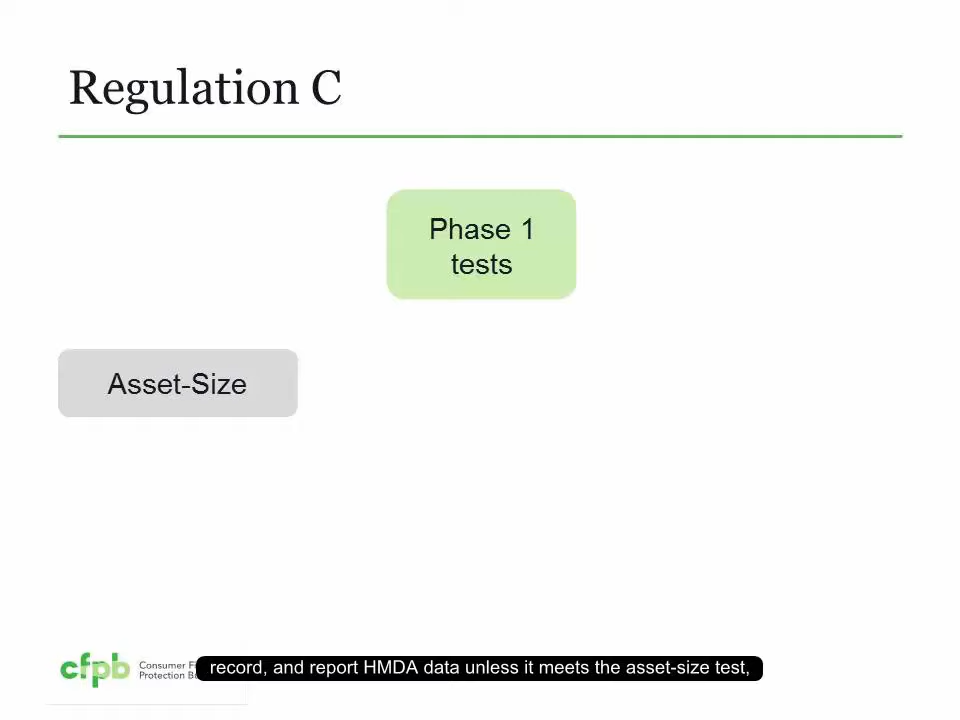 Regulation C
Phase 1
tests
Asset-Size
cfpb
Consumer
Protection
record, and report HMDA data unless it meets the asset-size test,